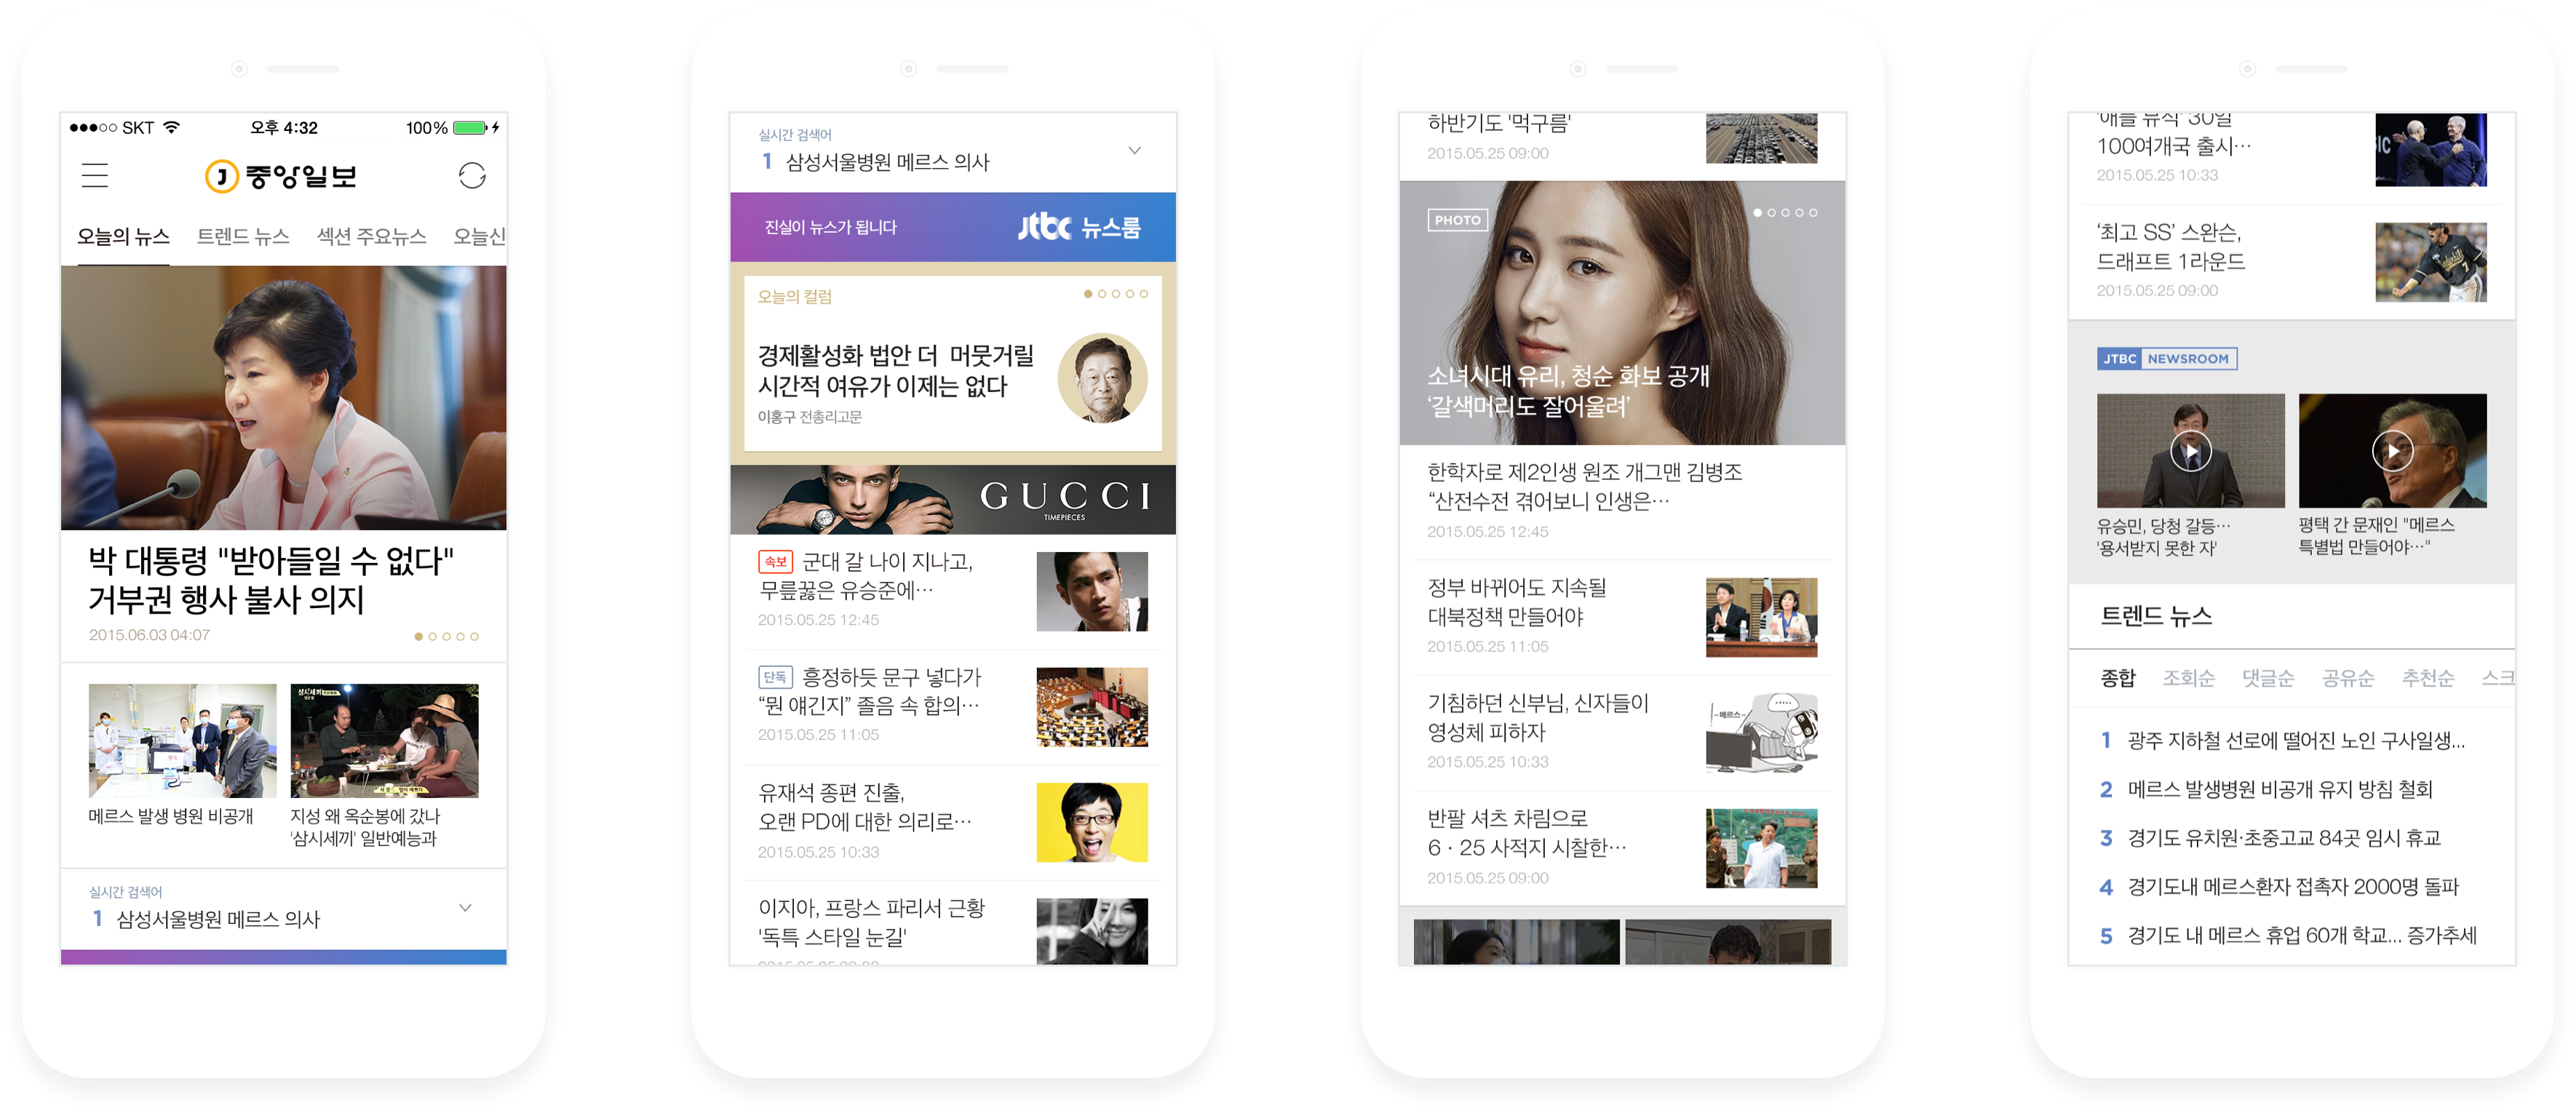 SKT
오후 4:32
100%
J 중앙일보
오늘의 뉴스 트렌드 뉴스 섹션 주요뉴스 오늘신
박 대통령 "받아들일 수 없다"
거부권 행사 불사 의지
2015.06.03 04:07
메르스 발생 병원 비공개
지성 왜 옥순봉에 갔나
'삼시세끼' 일반예능과
실시간 검색어
1 삼성서울병원 메르스 의사
실시간 검색어
1 삼성서울병원 메르스 의사
진실이 뉴스가 됩니다
Jtbc 뉴스룸
오늘의 컬럼
경제활성화 법안 더 머뭇거릴
시간적 여유가 이제는 없다
이홍구 전총리고문
GUCCI
TIMEPIECES
속보 군대 갈 나이 지나고,
무릎꿇은 유승준에…
2015.05.25 12:45
단독 흥정하듯 문구 넣다가
“뭔 얘긴지” 졸음 속 합의…
2015.05.25 11:05
유재석 종편 진출,
오랜 PD에 대한 의리로…
2015.05.25 10:33
이지아, 프랑스 파리서 근황
'독특 스타일 눈길'
하반기도 '먹구름'
2015.05.25 09:00
PHOTO
소녀시대 유리, 청순 화보 공개
‘갈색머리도 잘어울려’
한학자로 제2인생 원조 개그맨 김병조
“산전수전 겪어보니 인생은…
2015.05.25 12:45
정부 바뀌어도 지속될
대북정책 만들어야
2015.05.25 11:05
기침하던 신부님, 신자들이
영성체 피하자
2015.05.25 10:33
반팔 셔츠 차림으로
6 · 25 사적지 시찰한…
2015.05.25 09:00
'애플 뮤직' 30일
100여개국 출시…
2015.05.25 10:33
‘최고 SS’ 스완슨,
드래프트 1라운드
2015.05.25 09:00
JTBC NEWSROOM
유승민, 당청 갈등…
'용서받지 못한 자'
평택 간 문재인 "메르스
특별법 만들어야…"
트렌드 뉴스
종합 조회순 댓글순 공유순 추천순 스크
1 광주 지하철 선로에 떨어진 노인 구사일생...
2 메르스 발생병원 비공개 유지 방침 철회
3 경기도 유치원·초중고교 84곳 임시 휴교
4 경기도내 메르스환자 접촉자 2000명 돌파
5 경기도 내 메르스 휴업 60개 학교... 증가추세